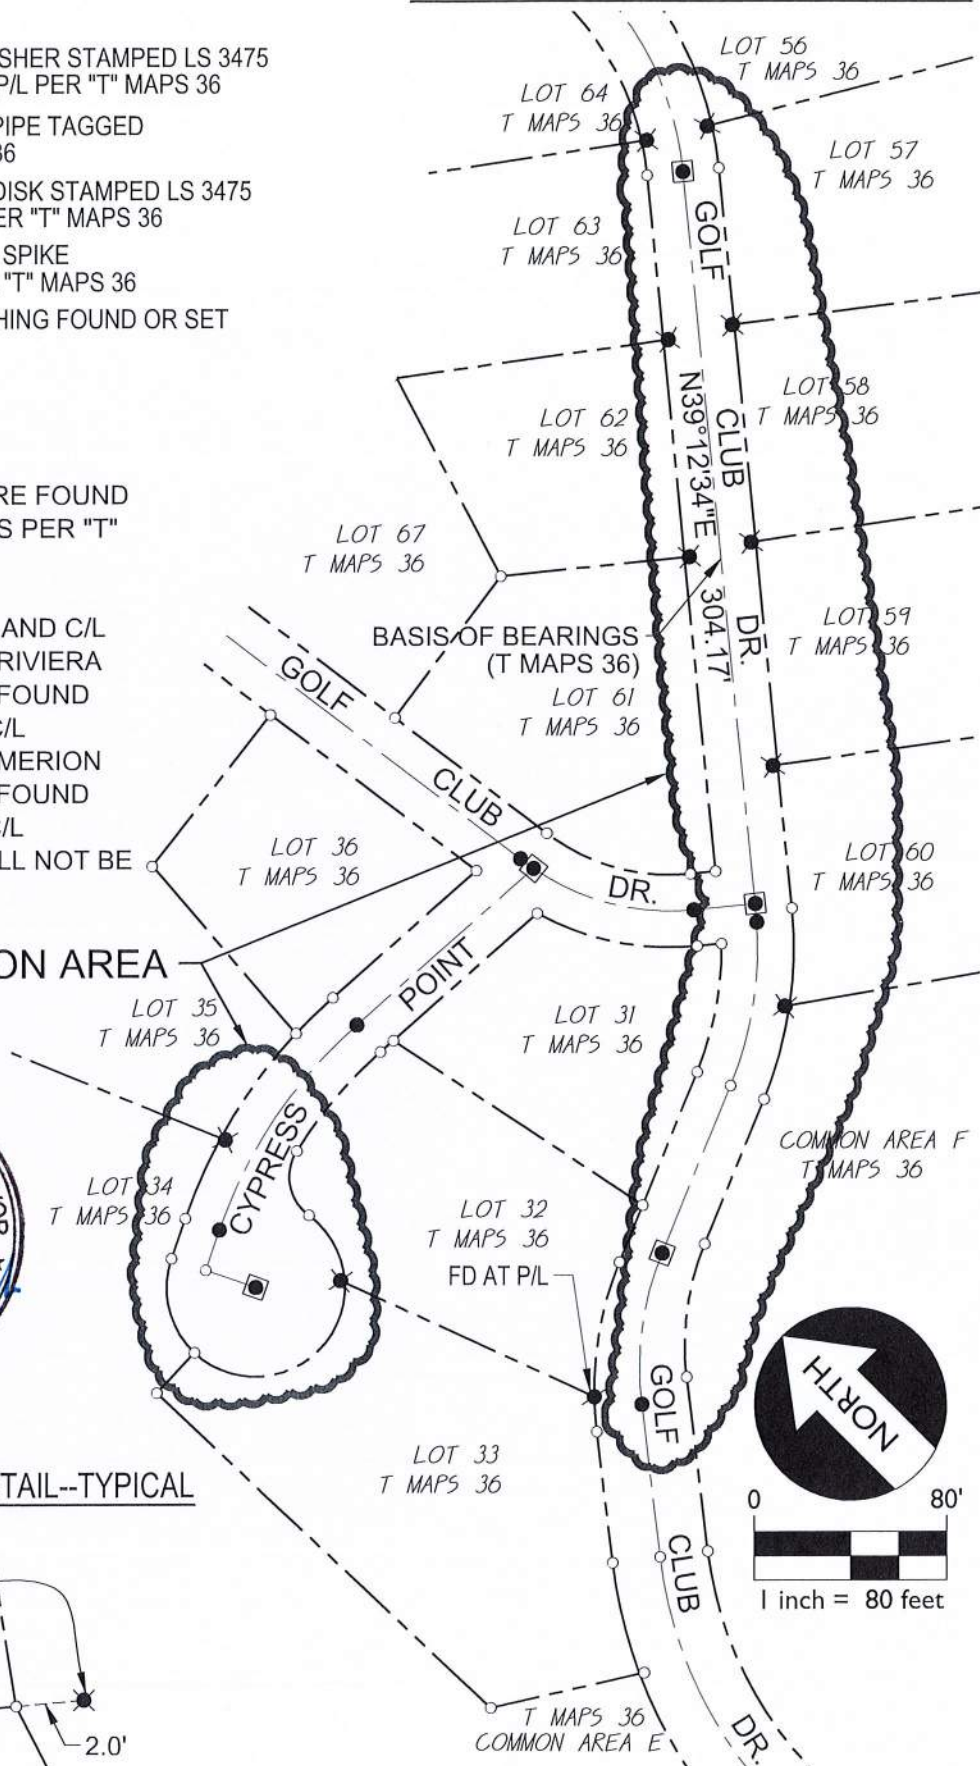 SHER STAMPED LS 3475
P/L PER "T" MAPS 36
PIPE TAGGED
36
DISK STAMPED LS 3475
ER "T" MAPS 36
SPIKE
"T" MAPS 36
HING FOUND OR SET
RE FOUND
S PER "T"
AND C/L
RIVIERA
FOUND
C/L
MERION
FOUND
C/L
LL NOT BE
ON AREA
LOT 56
T MAPS 36
LOT 64
T MAPS 36
LOT 57
T MAPS 36
LOT 63
T MAPS 36
GOLF
LOT 58
T MAPS 36
LOT 62
T MAPS 36
CLUB
N39°12'34"E 304.17'
LOT 67
T MAPS 36
DR.
LOT 59
T MAPS 36
BASIS OF BEARINGS
(T MAPS 36)
LOT 61
T MAPS 36
GOLF
CLUB
DR.
LOT 36
T MAPS 36
LOT 60
T MAPS 36
POINT
LOT 35
T MAPS 36
LOT 31
T MAPS 36
CYPRESS
COMMON AREA F
T MAPS 36
LOT 34
T MAPS 36
LOT 32
T MAPS 36
FD AT P/L
GOLF
NORTH
LOT 33
T MAPS 36
TAIL--TYPICAL
0 80'
1 inch = 80 feet
CLUB
T MAPS 36
COMMON AREA E
DR.
2.0'